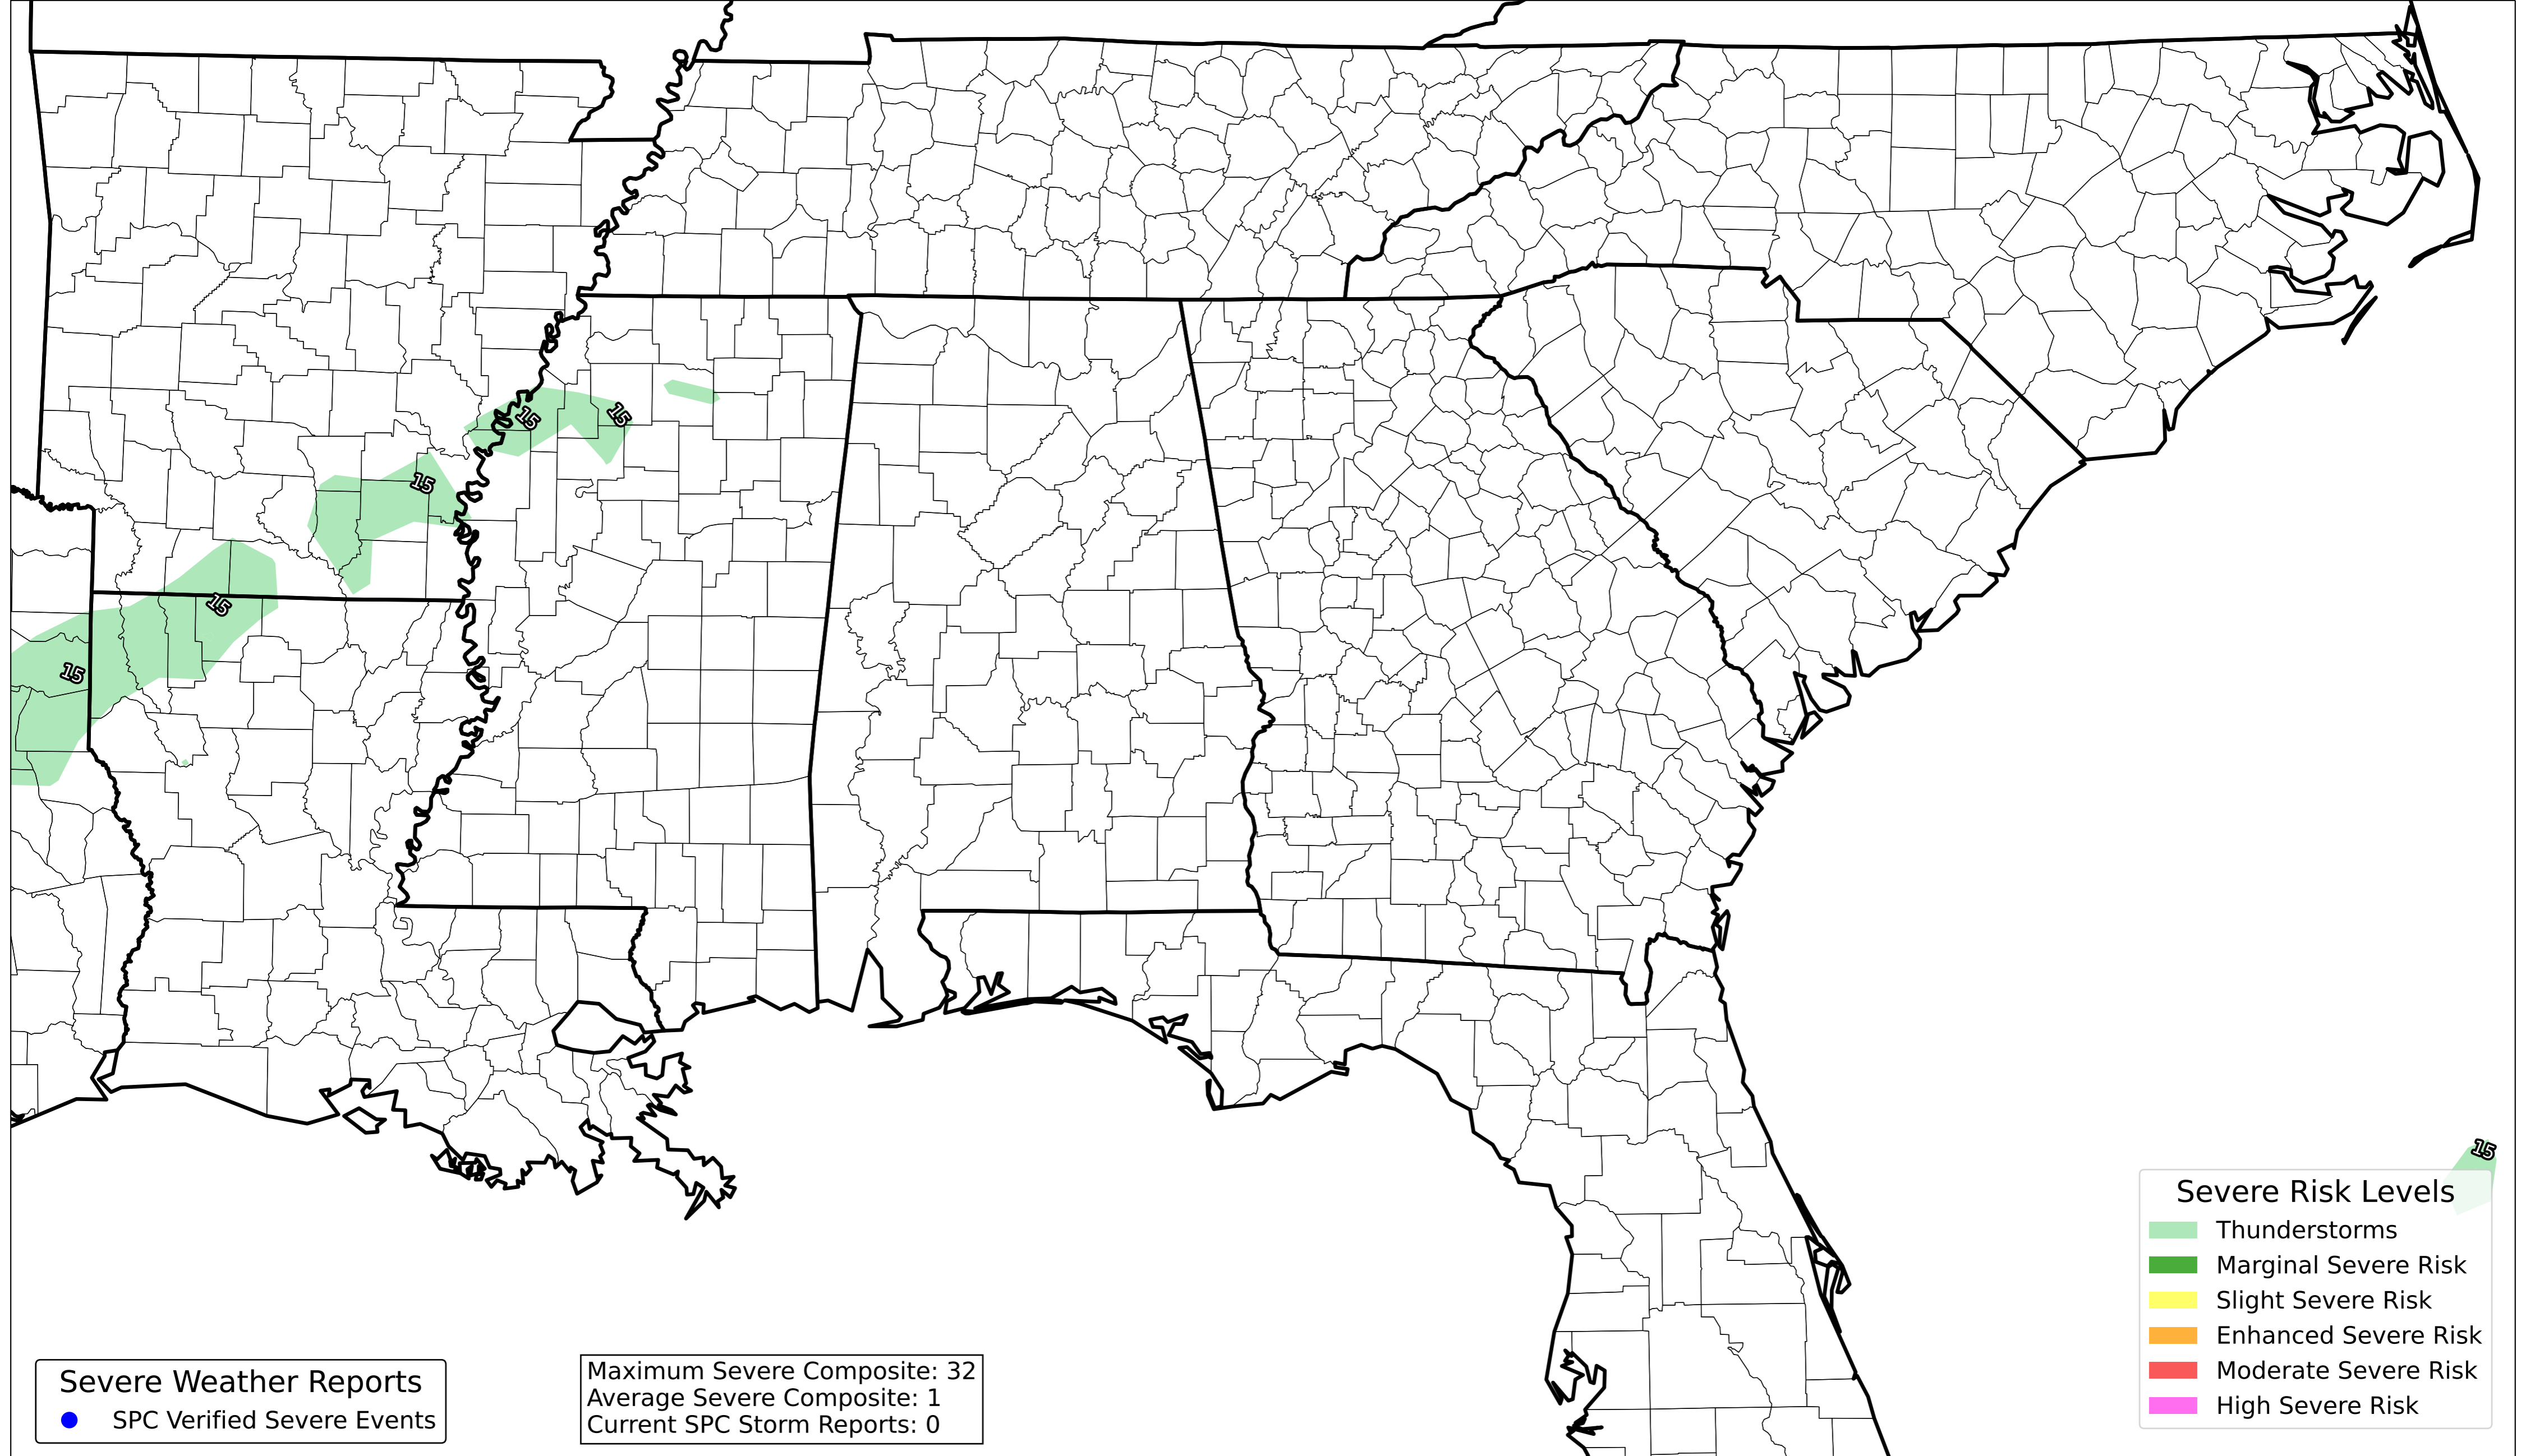 15
15
15
15
15
15
Severe Risk Levels
Thunderstorms
Marginal Severe Risk
Slight Severe Risk
Enhanced Severe Risk
Moderate Severe Risk
High Severe Risk
Severe Weather Reports
SPC Verified Severe Events
Maximum Severe Composite: 32
Average Severe Composite: 1
Current SPC Storm Reports: 0